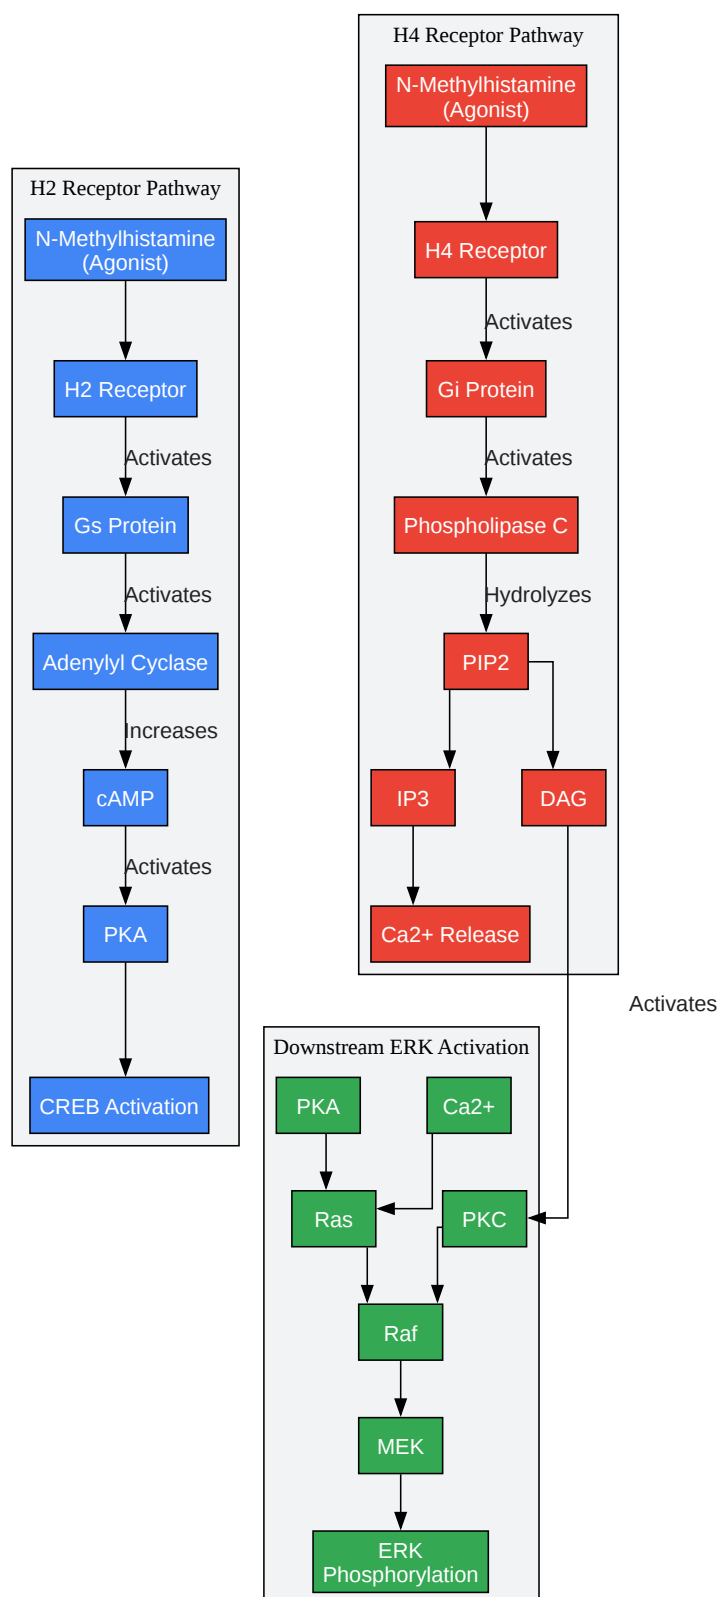 H2 Receptor Pathway
N-Methylhistamine
(Agonist)
H2 Receptor
Activates
Gs Protein
Activates
Adenylyl Cyclase
Increases
cAMP
Activates
PKA
CREB Activation
H4 Receptor Pathway
N-Methylhistamine
(Agonist)
H4 Receptor
Activates
Gi Protein
Activates
Phospholipase C
Hydrolyzes
PIP2
IP3
DAG
Ca2+ Release
Activates
Downstream ERK Activation
PKA
Ca2+
Ras
PKC
Raf
MEK
ERK
Phosphorylation